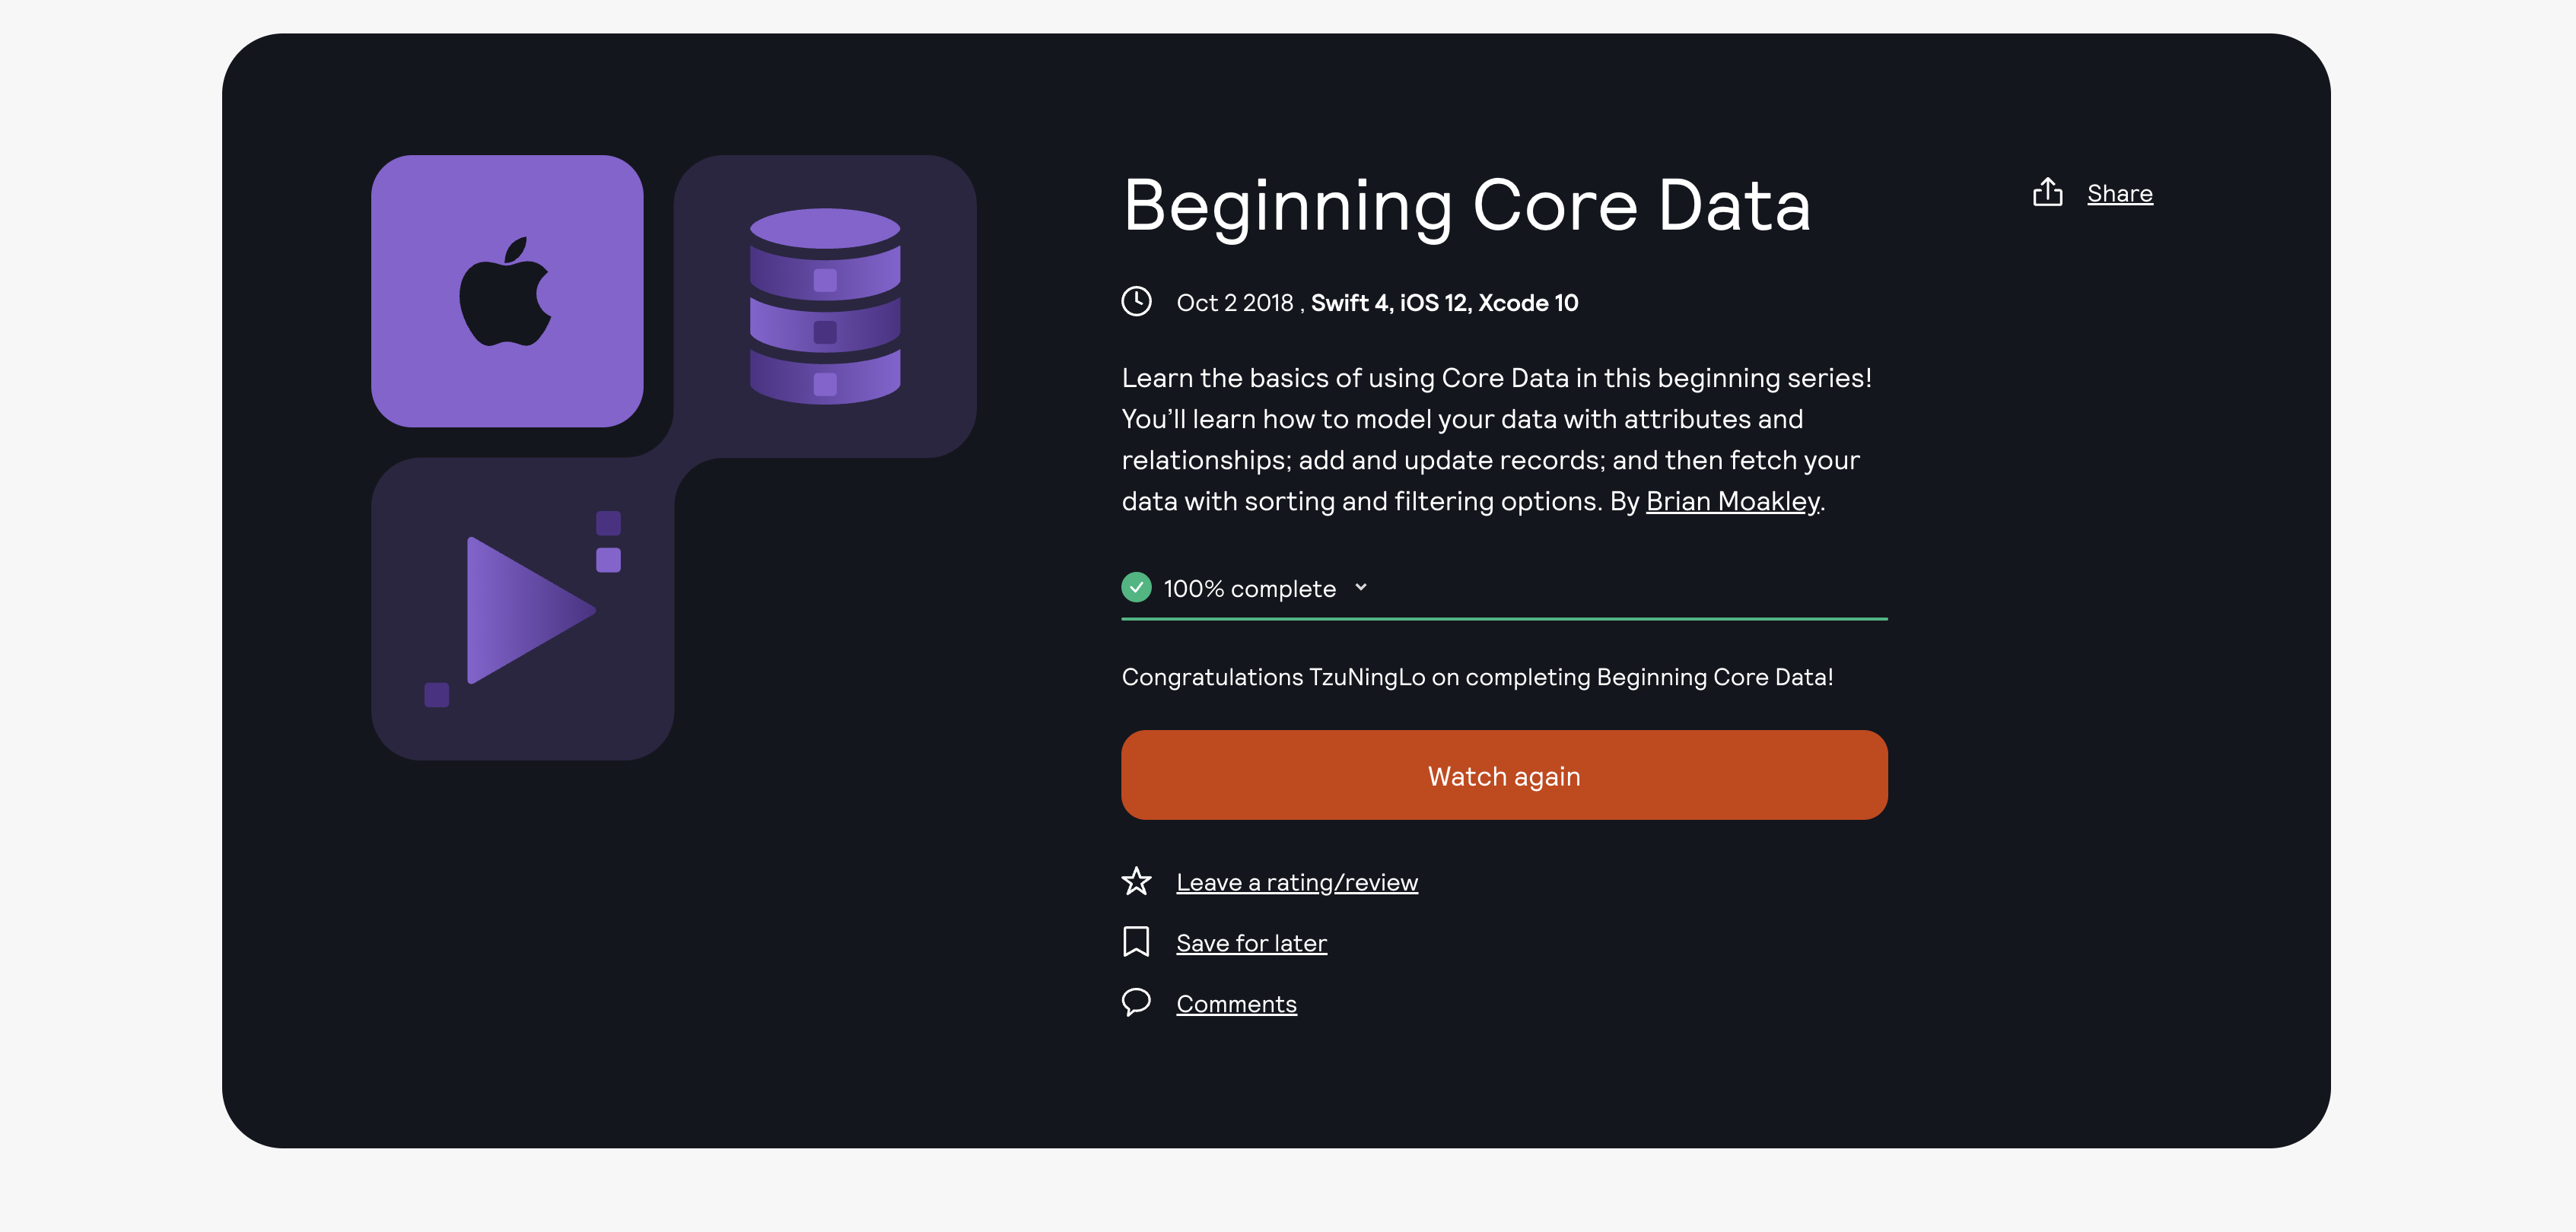 Beginning Core Data
Share
Oct 2 2018 , Swift 4, iOS 12, Xcode 10
Learn the basics of using Core Data in this beginning series!
You’ll learn how to model your data with attributes and
relationships; add and update records; and then fetch your
data with sorting and filtering options. By Brian Moakley.
100% complete
Congratulations TzuNingLo on completing Beginning Core Data!
Watch again
Leave a rating/review
Save for later
Comments